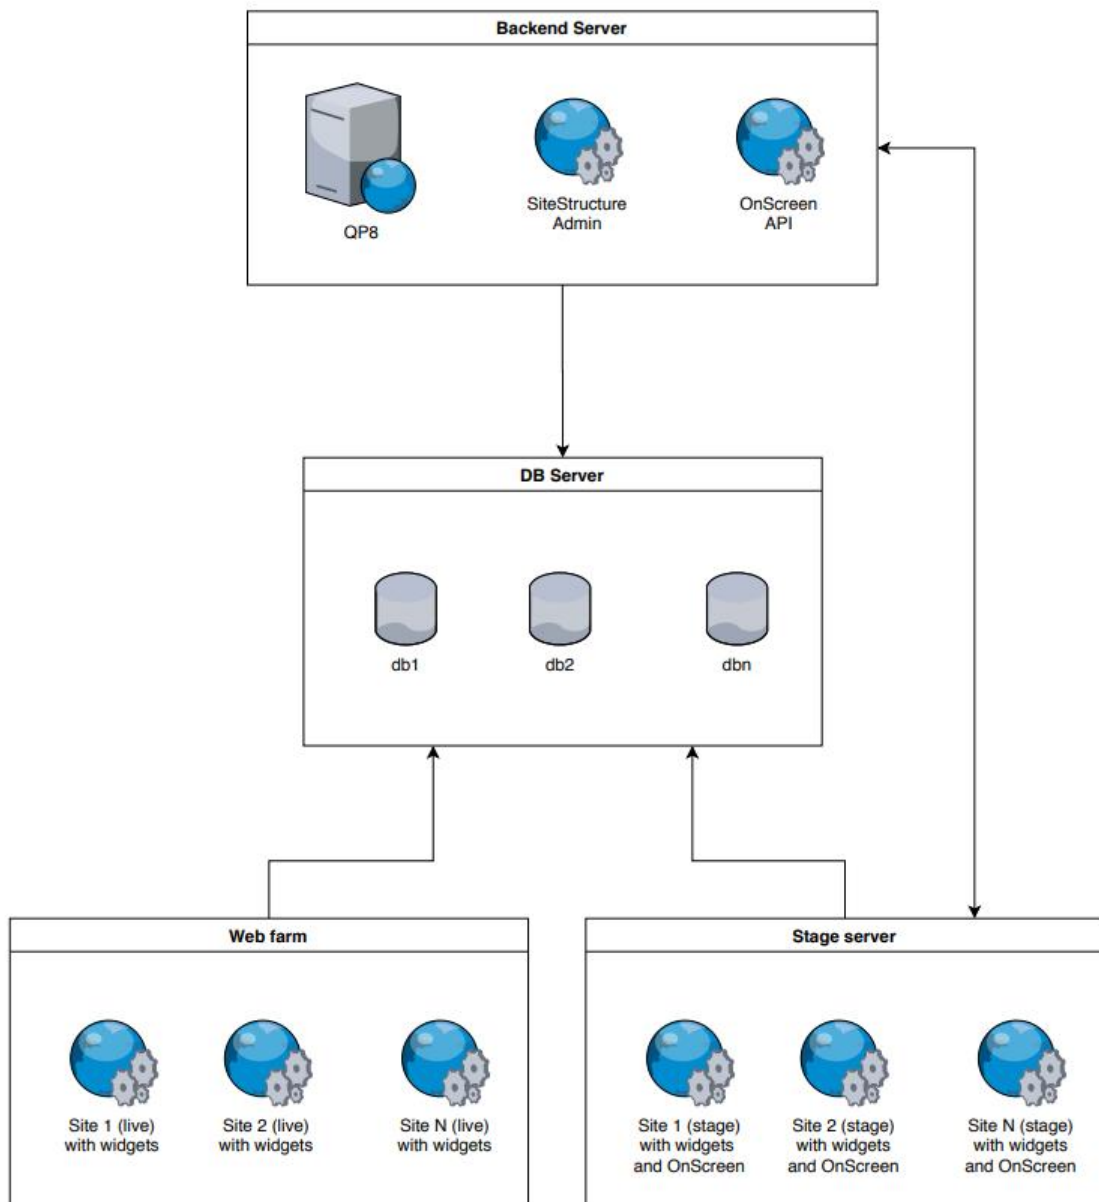 Backend Server
QP8
SiteStructure
Admin
OnScreen
API
DB Server
db1
db2
dbn
Web farm
Site 1 (live)
with widgets
Site 2 (live)
with widgets
Site N (live)
with widgets
Stage server
Site 1 (stage)
with widgets
and OnScreen
Site 2 (stage)
with widgets
and OnScreen
Site N (stage)
with widgets
and OnScreen